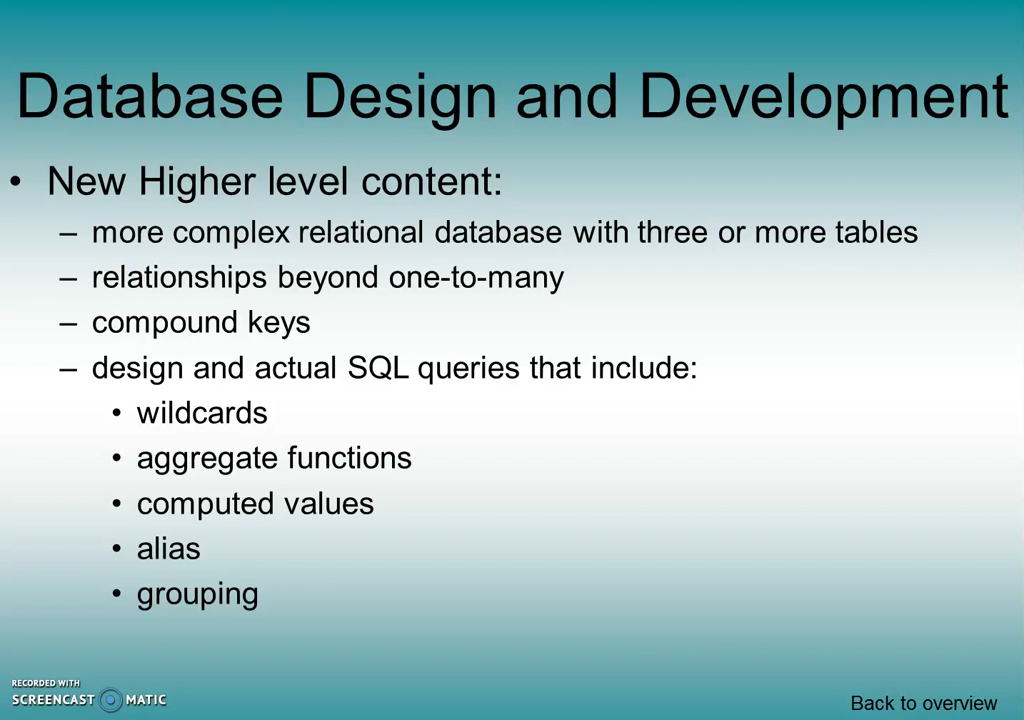 Database Design and Development
• New Higher level content:
– more complex relational database with three or more tables
– relationships beyond one-to-many
– compound keys
– design and actual SQL queries that include:
• wildcards
• aggregate functions
• computed values
• alias
• grouping
RECORDED WITH
SCREENCAST MATIC
Back to overview